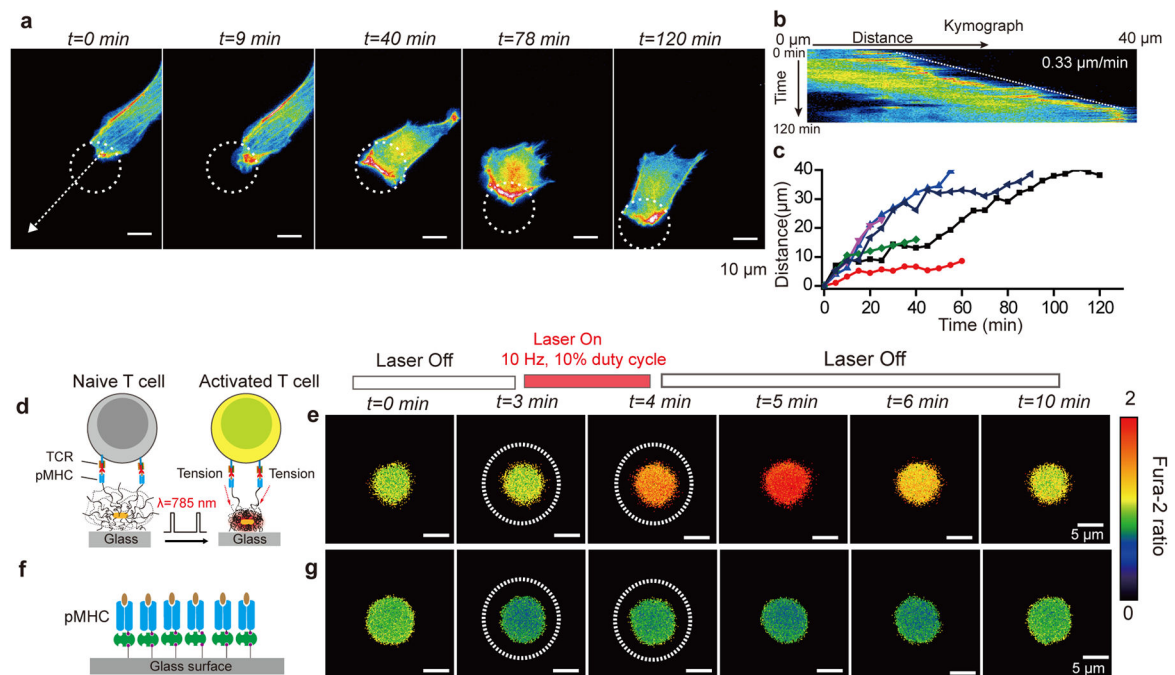 a
t=0 min t=9 min t=40 min t=78 min t=120 min
10 µm
b
0 µm Distance Kymograph 40 µm
0 min
Time
120 min
0.33 µm/min
c
Distance(µm)
40
30
20
10
0
0 20 40 60 80 100 120
Time (min)
Laser Off
Laser On
10 Hz, 10% duty cycle
Laser Off
d
Naive T cell Activated T cell
TCR
pMHC
Tension Tension
λ=785 nm
Glass Glass
e
t=0 min t=3 min t=4 min t=5 min t=6 min t=10 min
5 µm
2
Fura-2 ratio
0
f
pMHC
Glass surface
g
5 µm